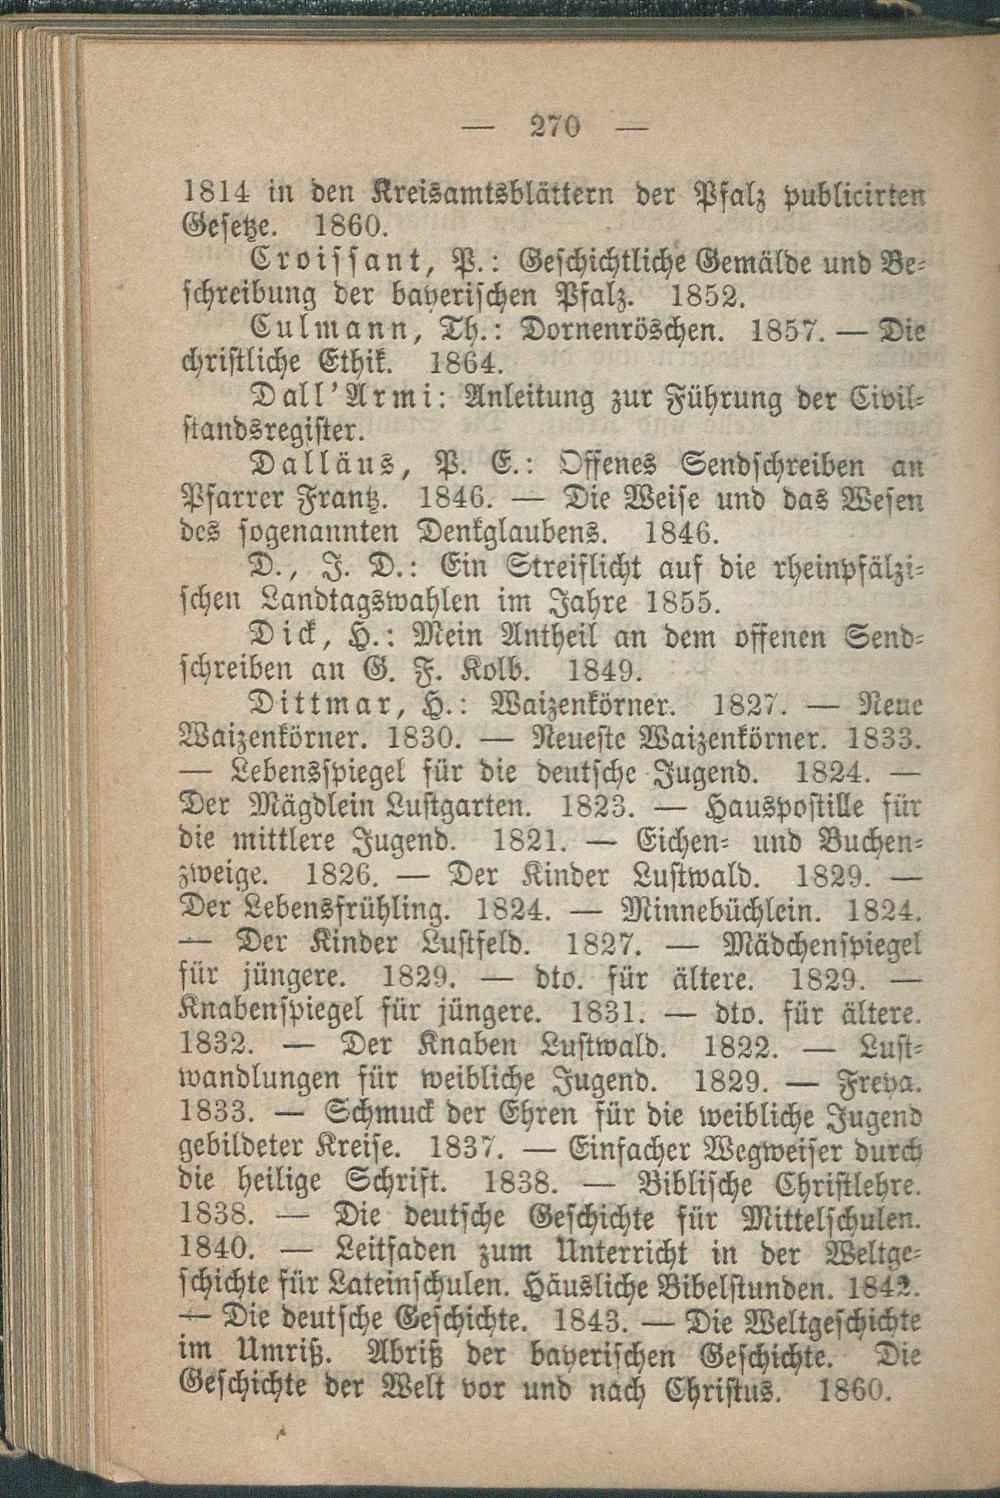 — 270 —
1814 in den Kreisamtsblättern der Pfalz publicirten
Gesetze. 1860.
Croissant, P.: Geschichtliche Gemälde und Be-
schreibung der bayerischen Pfalz. 1852.
Culmann, Th.: Dornenröschen. 1857. — Die
christliche Ethik. 1864.
Dall'Armi: Anleitung zur Führung der Civil-
standsregister.
Dalläus, P. E.: Offenes Sendschreiben an
Pfarrer Frantz. 1846. — Die Weise und das Wesen
des sogenannten Denkglaubens. 1846.
D., J. D.: Ein Streiflicht auf die rheinpfälzi-
schen Landtagswahlen im Jahre 1855.
Dick, H.: Mein Antheil an dem offenen Send-
schreiben an G. F. Kolb. 1849.
Dittmar, H.: Waizenkörner. 1827. — Neue
Waizenkörner. 1830. — Neueste Waizenkörner. 1833.
— Lebensspiegel für die deutsche Jugend. 1824. —
Der Mägdlein Lustgarten. 1823. — Hauspostille für
die mittlere Jugend. 1821. — Eichen- und Buchen-
zweige. 1826. — Der Kinder Lustwald. 1829. —
Der Lebensfrühling. 1824. — Minnebüchlein. 1824.
— Der Kinder Lustfeld. 1827. — Mädchenspiegel
für jüngere. 1829. — dto. für ältere. 1829. —
Knabenspiegel für jüngere. 1831. — dto. für ältere.
1832. — Der Knaben Lustwald. 1822. — Lust-
wandlungen für weibliche Jugend. 1829. — Freya.
1833. — Schmuck der Ehren für die weibliche Jugend
gebildeter Kreise. 1837. — Einfacher Wegweiser durch
die heilige Schrift. 1838. — Biblische Christlehre.
1838. — Die deutsche Geschichte für Mittelschulen.
1840. — Leitfaden zum Unterricht in der Weltge-
schichte für Lateinschulen. Häusliche Bibelstunden. 1842.
— Die deutsche Geschichte. 1843. — Die Weltgeschichte
im Umriß. Abriß der bayerischen Geschichte. Die
Geschichte der Welt vor und nach Christus. 1860.